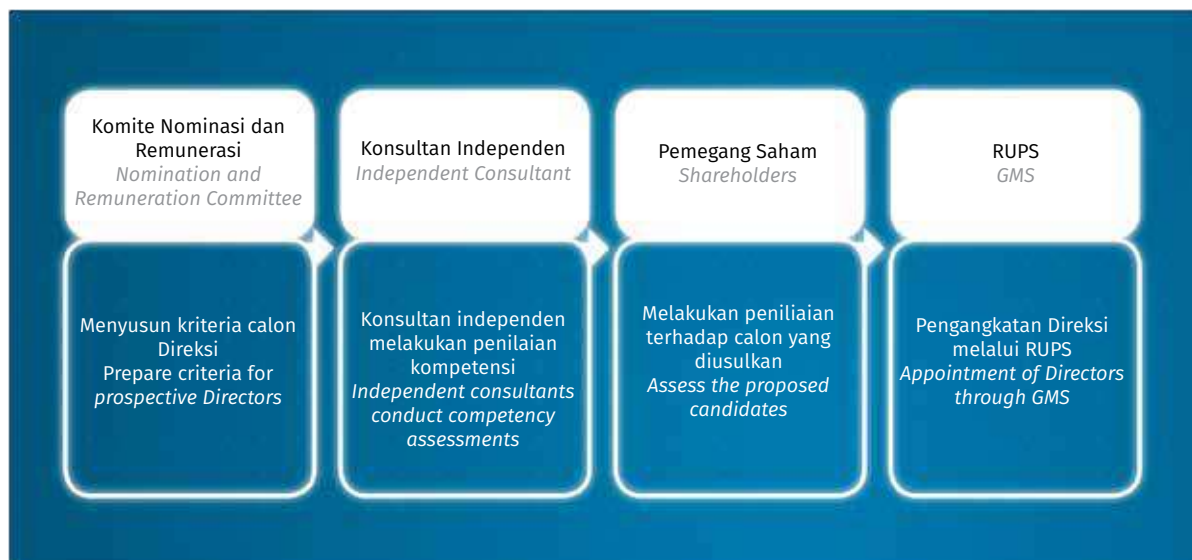 Komite Nominasi dan
Remunerasi
Nomination and
Remuneration Committee
Menyusun kriteria calon
Direksi
Prepare criteria for
prospective Directors
Konsultan Independen
Independent Consultant
Konsultan independen
melakukan penilaian
kompetensi
Independent consultants
conduct competency
assessments
Pemegang Saham
Shareholders
Melakukan peniliaian
terhadap calon yang
diusulkan
Assess the proposed
candidates
RUPS
GMS
Pengangkatan Direksi
melalui RUPS
Appointment of Directors
through GMS